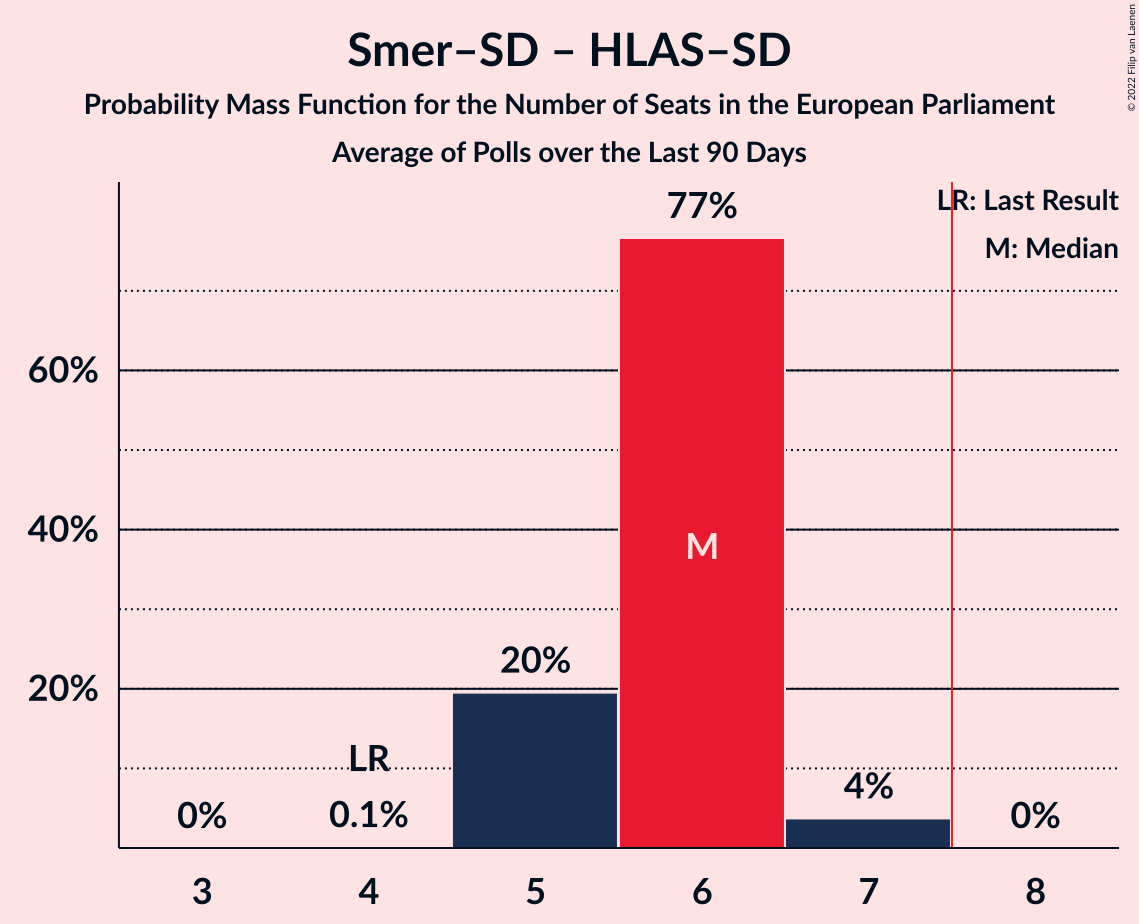 Smer–SD – HLAS–SD
Probability Mass Function for the Number of Seats in the European Parliament
Average of Polls over the Last 90 Days
© 2022 Filip van Laenen
LR: Last Result
M: Median
77%
60%
40%
M
20%
20%
LR
0%
0.1%
4%
0%
3
4
5
6
7
8